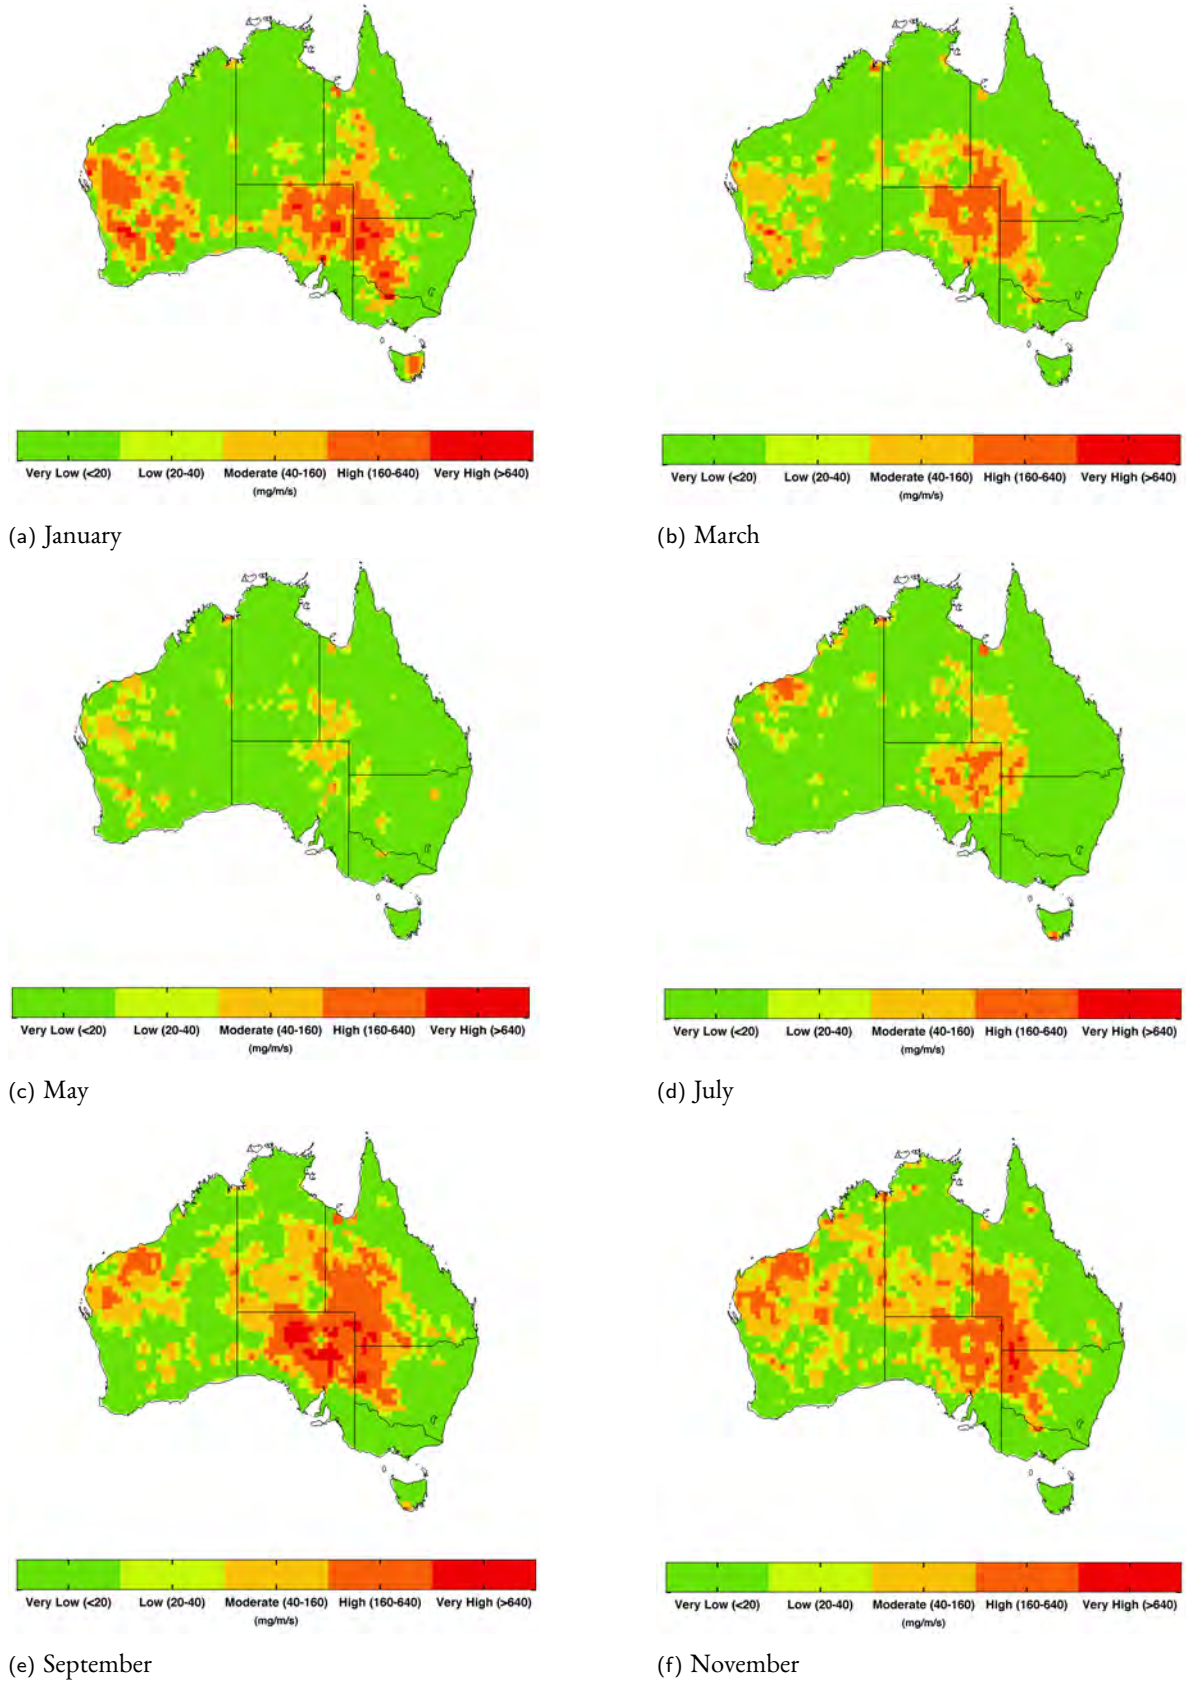 Very Low (<20) Low (20-40) Moderate (40-160) High (160-640) Very High (>640)
(mg/m/s)
(a) January
Very Low (<20) Low (20-40) Moderate (40-160) High (160-640) Very High (>640)
(mg/m/s)
(b) March
Very Low (<20) Low (20-40) Moderate (40-160) High (160-640) Very High (>640)
(mg/m/s)
(c) May
Very Low (<20) Low (20-40) Moderate (40-160) High (160-640) Very High (>640)
(mg/m/s)
(d) July
Very Low (<20) Low (20-40) Moderate (40-160) High (160-640) Very High (>640)
(mg/m/s)
(e) September
Very Low (<20) Low (20-40) Moderate (40-160) High (160-640) Very High (>640)
(mg/m/s)
(f) November